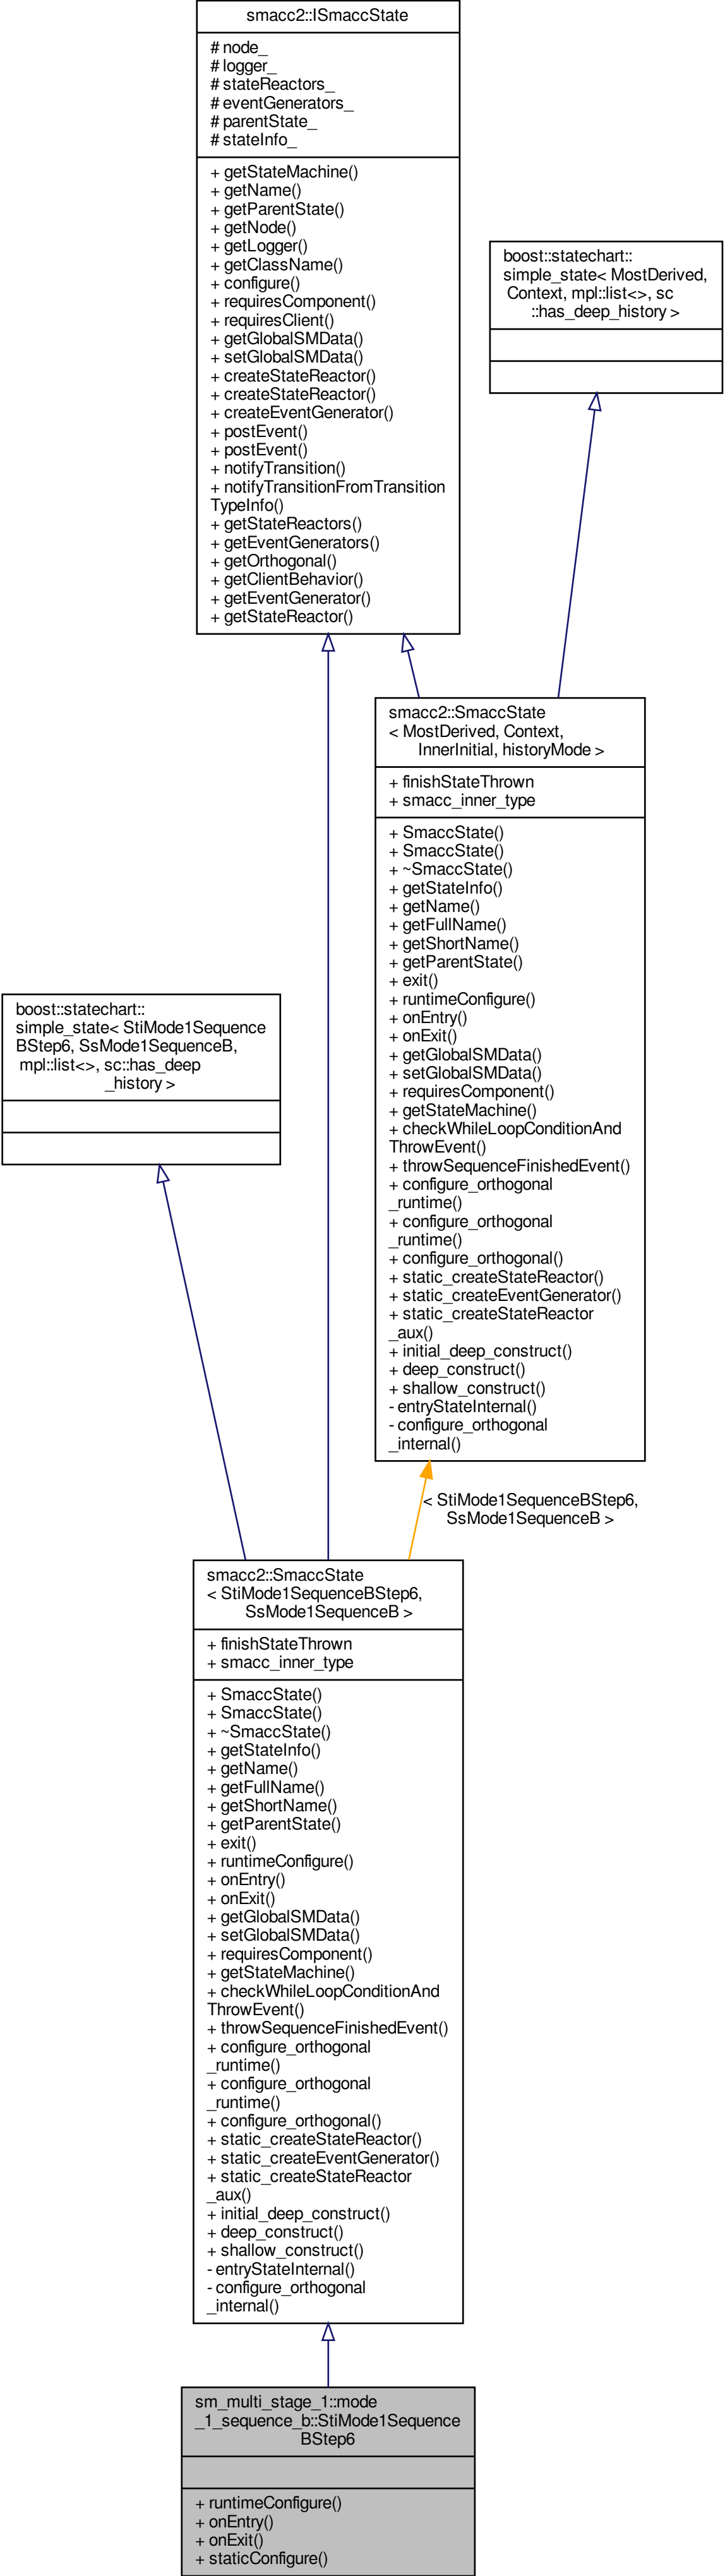 smacc2::ISmaccState
# node_
# logger_
# stateReactors_
# eventGenerators_
# parentState_
# stateInfo_
+ getStateMachine()
+ getName()
+ getParentState()
+ getNode()
+ getLogger()
+ getClassName()
+ configure()
+ requiresComponent()
+ requiresClient()
+ getGlobalSMData()
+ setGlobalSMData()
+ createStateReactor()
+ createStateReactor()
+ createEventGenerator()
+ postEvent()
+ postEvent()
+ notifyTransition()
+ notifyTransitionFromTransition
TypeInfo()
+ getStateReactors()
+ getEventGenerators()
+ getOrthogonal()
+ getClientBehavior()
+ getEventGenerator()
+ getStateReactor()
boost::statechart::
simple_state< MostDerived,
Context, mpl::list<>, sc
::has_deep_history >
smacc2::SmaccState
< MostDerived, Context,
InnerInitial, historyMode >
+ finishStateThrown
+ smacc_inner_type
+ SmaccState()
+ SmaccState()
+ ~SmaccState()
+ getStateInfo()
+ getName()
+ getFullName()
+ getShortName()
+ getParentState()
+ exit()
+ runtimeConfigure()
+ onEntry()
+ onExit()
+ getGlobalSMData()
+ setGlobalSMData()
+ requiresComponent()
+ getStateMachine()
+ checkWhileLoopConditionAnd
ThrowEvent()
+ throwSequenceFinishedEvent()
+ configure_orthogonal
_runtime()
+ configure_orthogonal
_runtime()
+ configure_orthogonal()
+ static_createStateReactor()
+ static_createEventGenerator()
+ static_createStateReactor
_aux()
+ initial_deep_construct()
+ deep_construct()
+ shallow_construct()
- entryStateInternal()
- configure_orthogonal
_internal()
boost::statechart::
simple_state< StiMode1Sequence
BStep6, SsMode1SequenceB,
mpl::list<>, sc::has_deep
_history >
< StiMode1SequenceBStep6,
SsMode1SequenceB >
smacc2::SmaccState
< StiMode1SequenceBStep6,
SsMode1SequenceB >
+ finishStateThrown
+ smacc_inner_type
+ SmaccState()
+ SmaccState()
+ ~SmaccState()
+ getStateInfo()
+ getName()
+ getFullName()
+ getShortName()
+ getParentState()
+ exit()
+ runtimeConfigure()
+ onEntry()
+ onExit()
+ getGlobalSMData()
+ setGlobalSMData()
+ requiresComponent()
+ getStateMachine()
+ checkWhileLoopConditionAnd
ThrowEvent()
+ throwSequenceFinishedEvent()
+ configure_orthogonal
_runtime()
+ configure_orthogonal
_runtime()
+ configure_orthogonal()
+ static_createStateReactor()
+ static_createEventGenerator()
+ static_createStateReactor
_aux()
+ initial_deep_construct()
+ deep_construct()
+ shallow_construct()
- entryStateInternal()
- configure_orthogonal
_internal()
sm_multi_stage_1::mode
_1_sequence_b::StiMode1Sequence
BStep6
+ runtimeConfigure()
+ onEntry()
+ onExit()
+ staticConfigure()